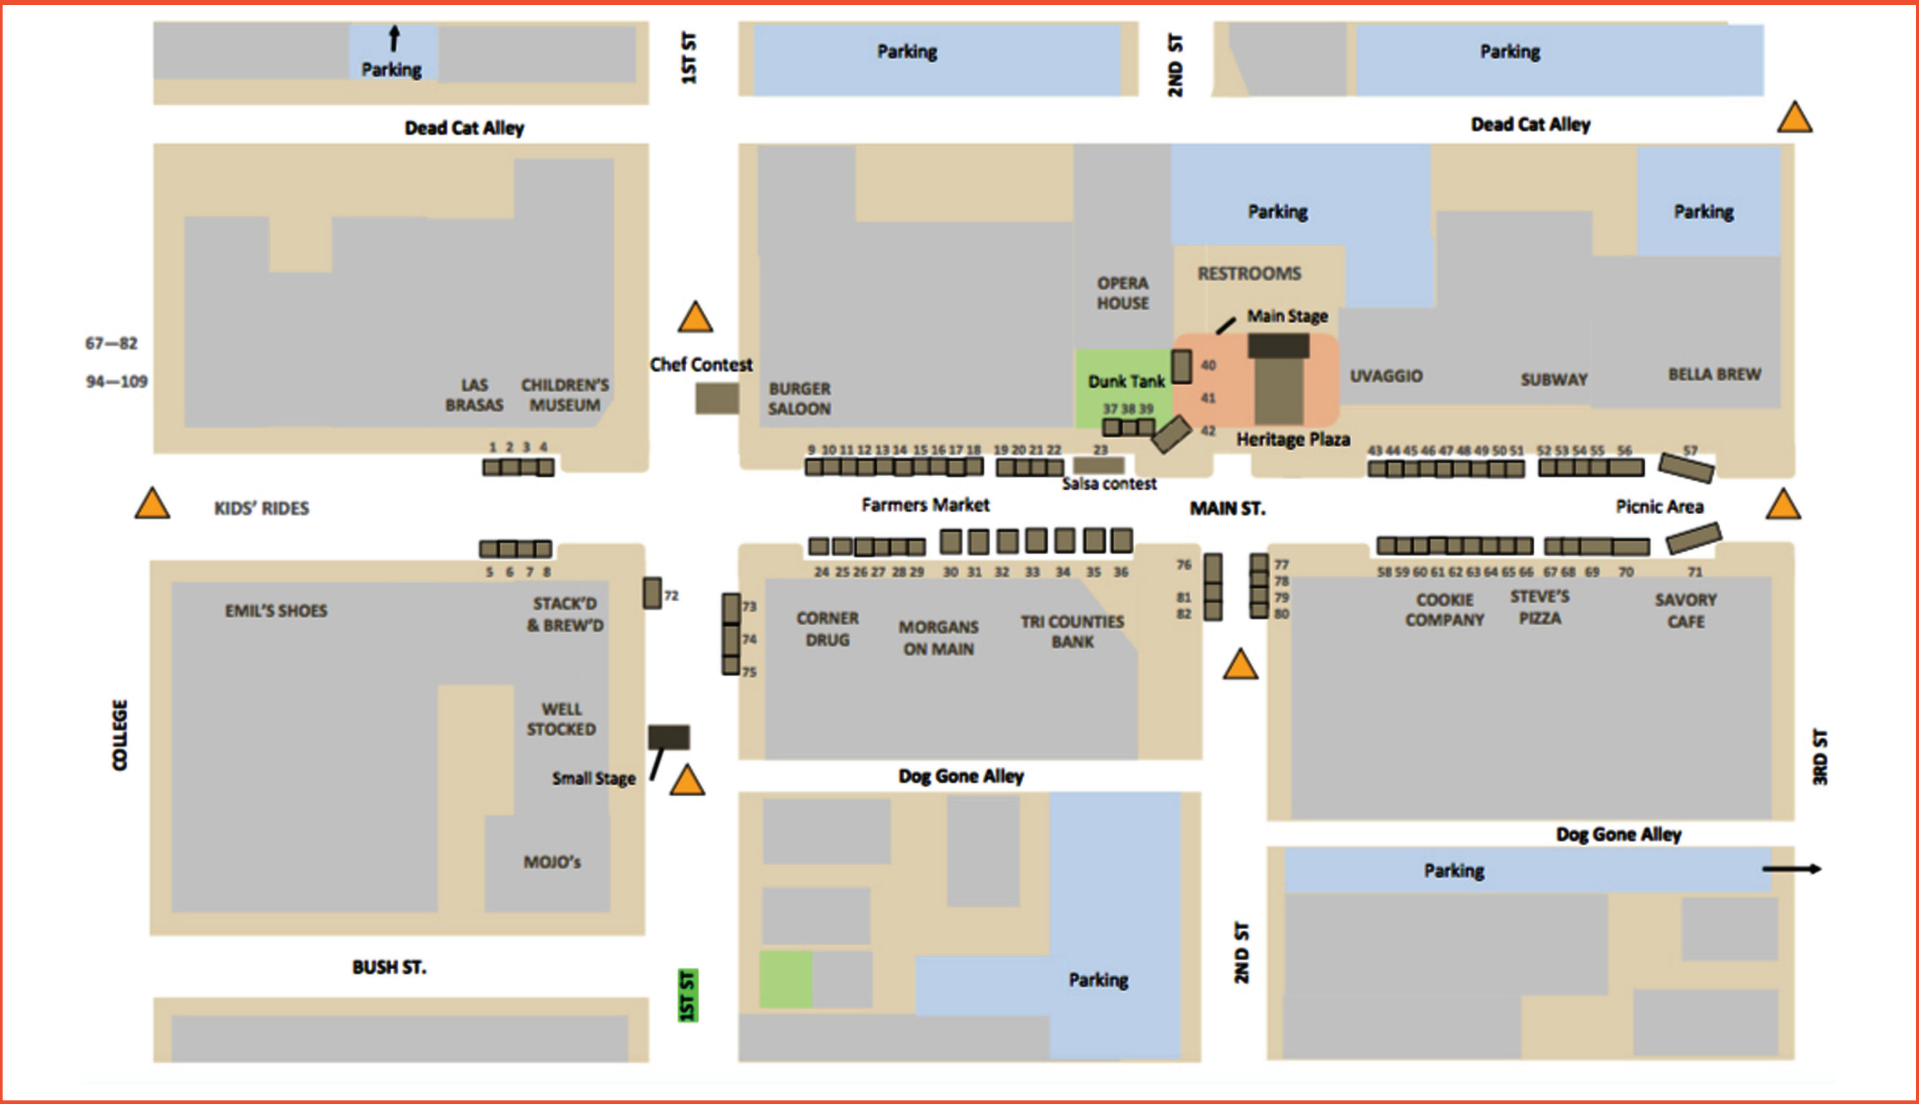 1ST ST
Parking
2ND ST
Parking
Parking
Dead Cat Alley
Dead Cat Alley
Parking
Parking
OPERA
HOUSE
RESTROOMS
Main Stage
67—82
94—109
Chef Contest
LAS
BRASAS
CHILDREN'S
MUSEUM
BURGER
SALOON
Dunk Tank
40
41
42
37 38 39
UVAGGIO
SUBWAY
BELLA BREW
Heritage Plaza
1 2 3 4
9 10 11 12 13 14 15 16 17 18 19 20 21 22 23
43 44 45 46 47 48 49 50 51 52 53 54 55 56 57
Salsa contest
KIDS' RIDES
Farmers Market
MAIN ST.
Picnic Area
5 6 7 8
24 25 26 27 28 29 30 31 32 33 34 35 36
76
81
82
77
78
79
80
58 59 60 61 62 63 64 65 66 67 68 69 70 71
EMIL'S SHOES
STACK'D
& BREW'D
72
73
74
75
CORNER
DRUG
MORGANS
ON MAIN
TRI COUNTIES
BANK
COOKIE
COMPANY
STEVE'S
PIZZA
SAVORY
CAFE
COLLEGE
WELL
STOCKED
Small Stage
Dog Gone Alley
3RD ST
Dog Gone Alley
MOJO's
Parking
BUSH ST.
1ST ST
Parking
2ND ST